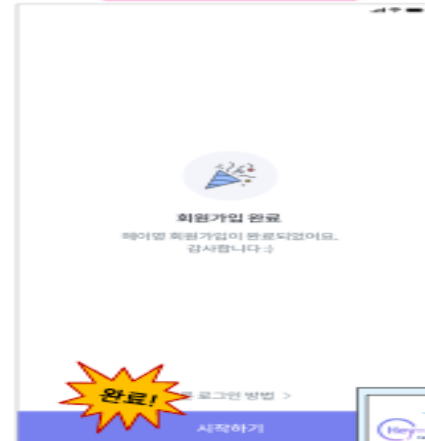 회원가입 완료
헤이영 회원가입이 완료되었어요.
감사합니다 :)
완료!
로그인 방법 >
시작하기
Hey